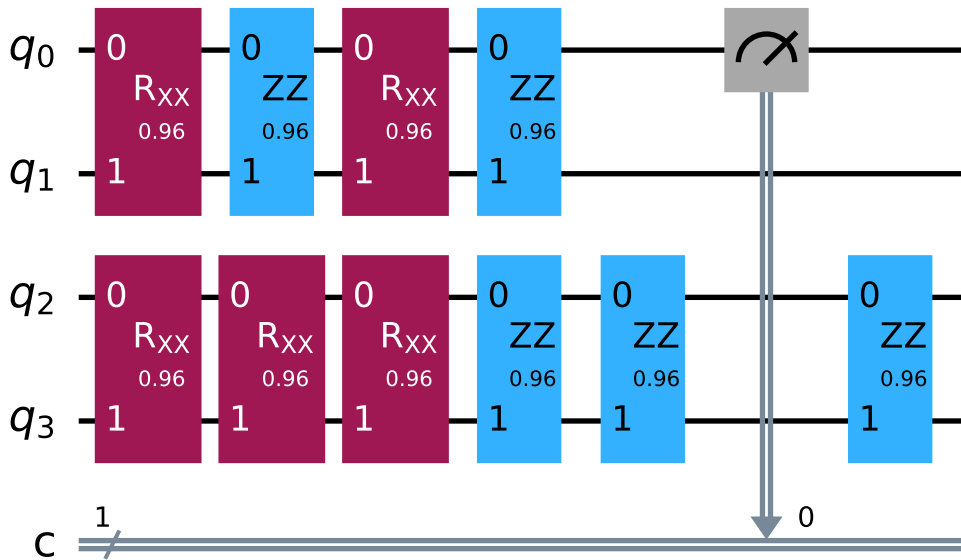 q0 0 0 0 0
RXX ZZ RXX ZZ
0.96 0.96 0.96 0.96
q1 1 1 1 1
q2 0 0 0 0 0 0
RXX RXX RXX ZZ ZZ ZZ
0.96 0.96 0.96 0.96 0.96 0.96
q3 1 1 1 1 1 1
1 0
c